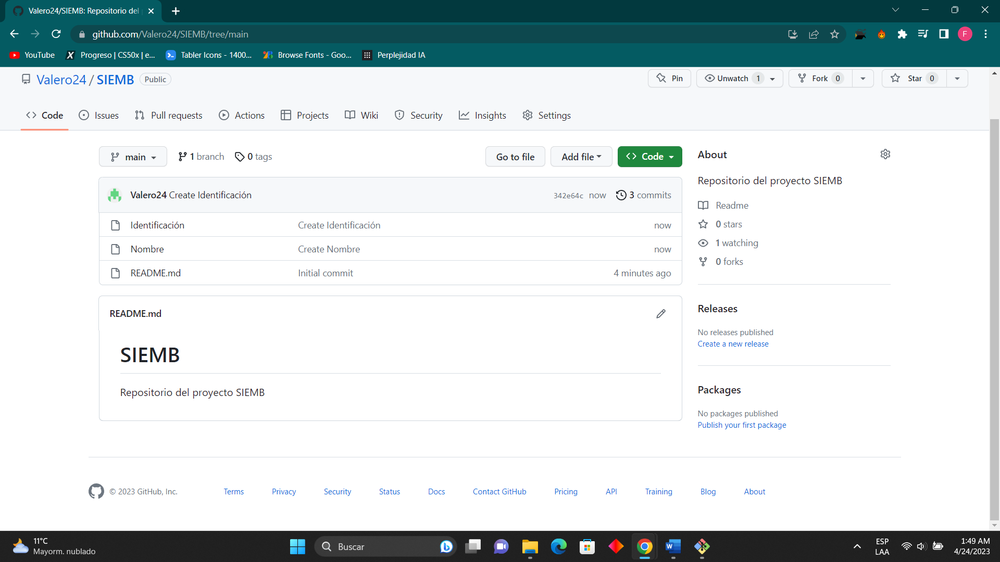 Valero24/SIEMB: Repositorio del
github.com/Valero24/SIEMB/tree/main
F
YouTube
Progreso | CS50x | e...
Tabler Icons - 1400...
Browse Fonts - Goo...
Perplejidad IA
Valero24 / SIEMB Public
Pin
Unwatch 1
Fork 0
Star 0
Code
Issues
Pull requests
Actions
Projects
Wiki
Security
Insights
Settings
main
1 branch
0 tags
Go to file
Add file
Code
Valero24 Create Identificación 342e64c now 3 commits
Identificación Create Identificación now
Nombre Create Nombre now
README.md Initial commit 4 minutes ago
README.md
SIEMB
Repositorio del proyecto SIEMB
About
Repositorio del proyecto SIEMB
Readme
0 stars
1 watching
0 forks
Releases
No releases published
Create a new release
Packages
No packages published
Publish your first package
© 2023 GitHub, Inc.
Terms
Privacy
Security
Status
Docs
Contact GitHub
Pricing
API
Training
Blog
About
11°C
Mayorm. nublado
Buscar
ESP
LAA
1:49 AM
4/24/2023